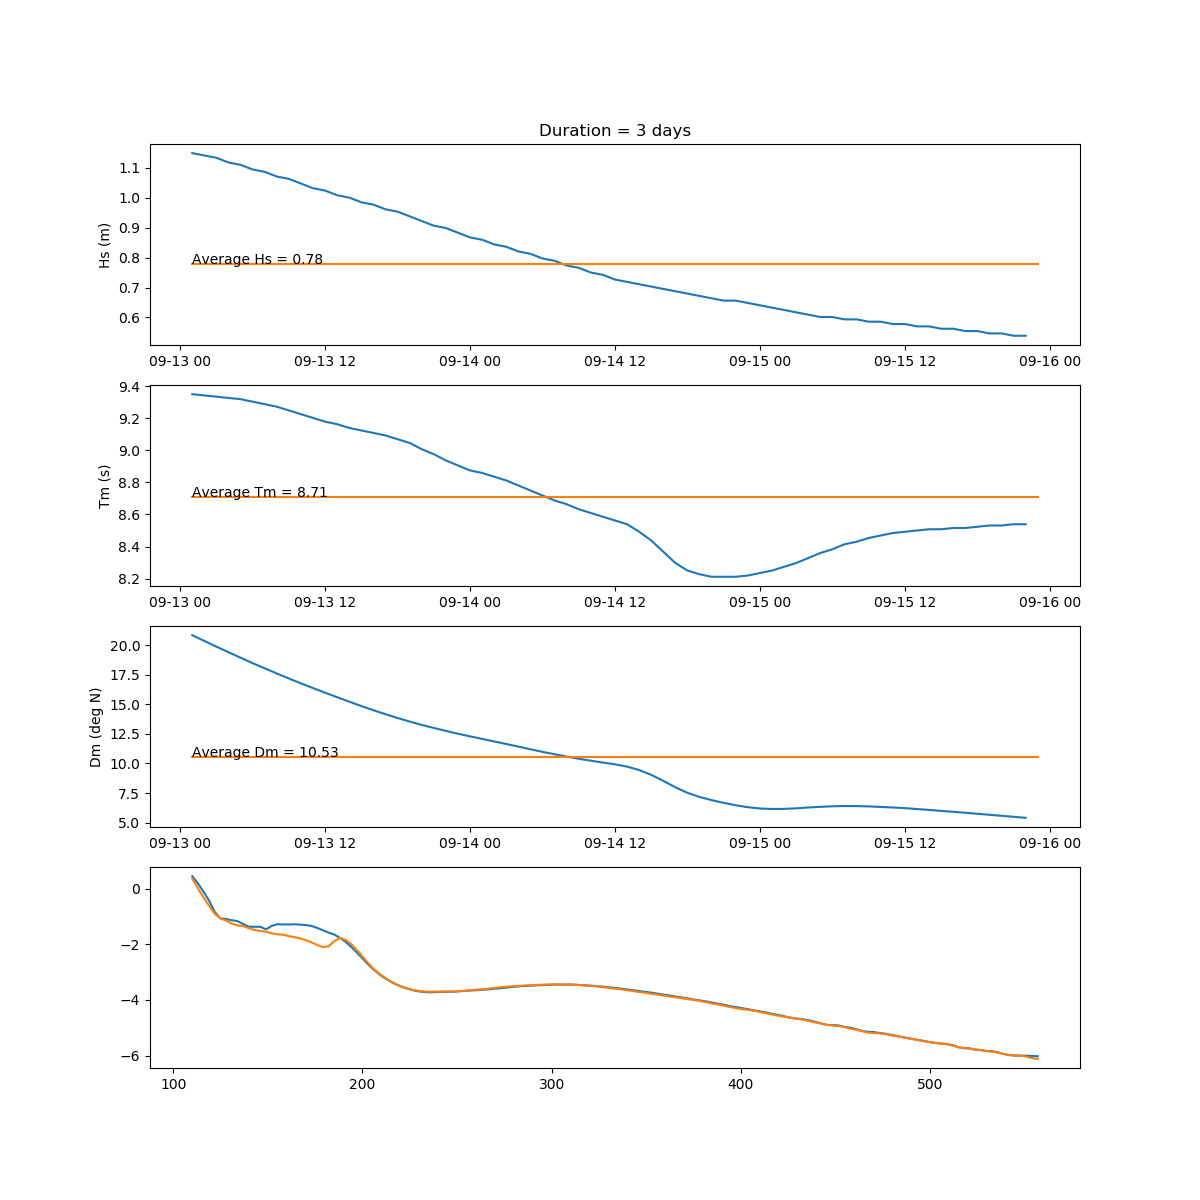 Duration = 3 days
Hs (m)
1.1
1.0
0.9
0.8
0.7
0.6
Average Hs = 0.78
09-13 00 09-13 12 09-14 00 09-14 12 09-15 00 09-15 12 09-16 00
Tm (s)
9.4
9.2
9.0
8.8
8.6
8.4
8.2
Average Tm = 8.71
09-13 00 09-13 12 09-14 00 09-14 12 09-15 00 09-15 12 09-16 00
Dm (deg N)
20.0
17.5
15.0
12.5
10.0
7.5
5.0
Average Dm = 10.53
09-13 00 09-13 12 09-14 00 09-14 12 09-15 00 09-15 12 09-16 00
0
−2
−4
−6
100 200 300 400 500